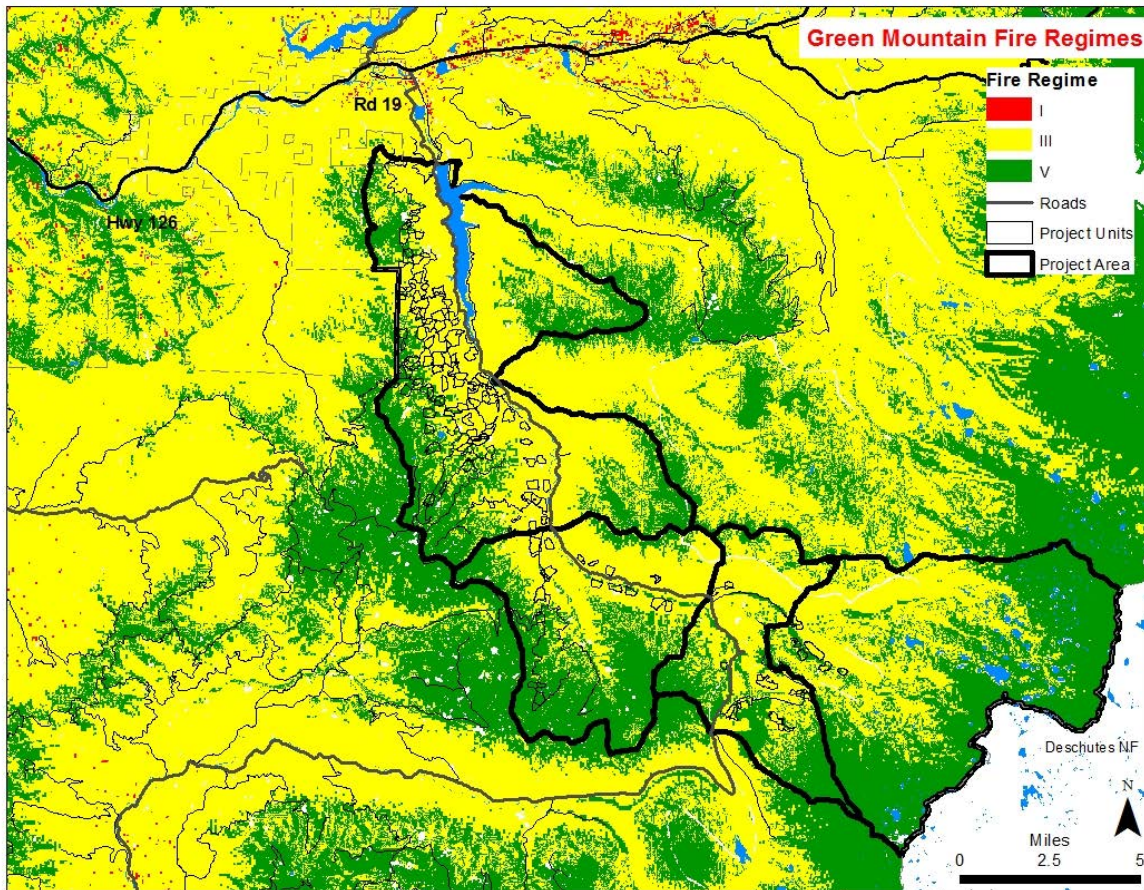 Green Mountain Fire Regimes
Fire Regime
I
III
V
Roads
Project Units
Project Area
Rd 19
Hwy 126
Deschutes NF
N
Miles
0 2.5 5